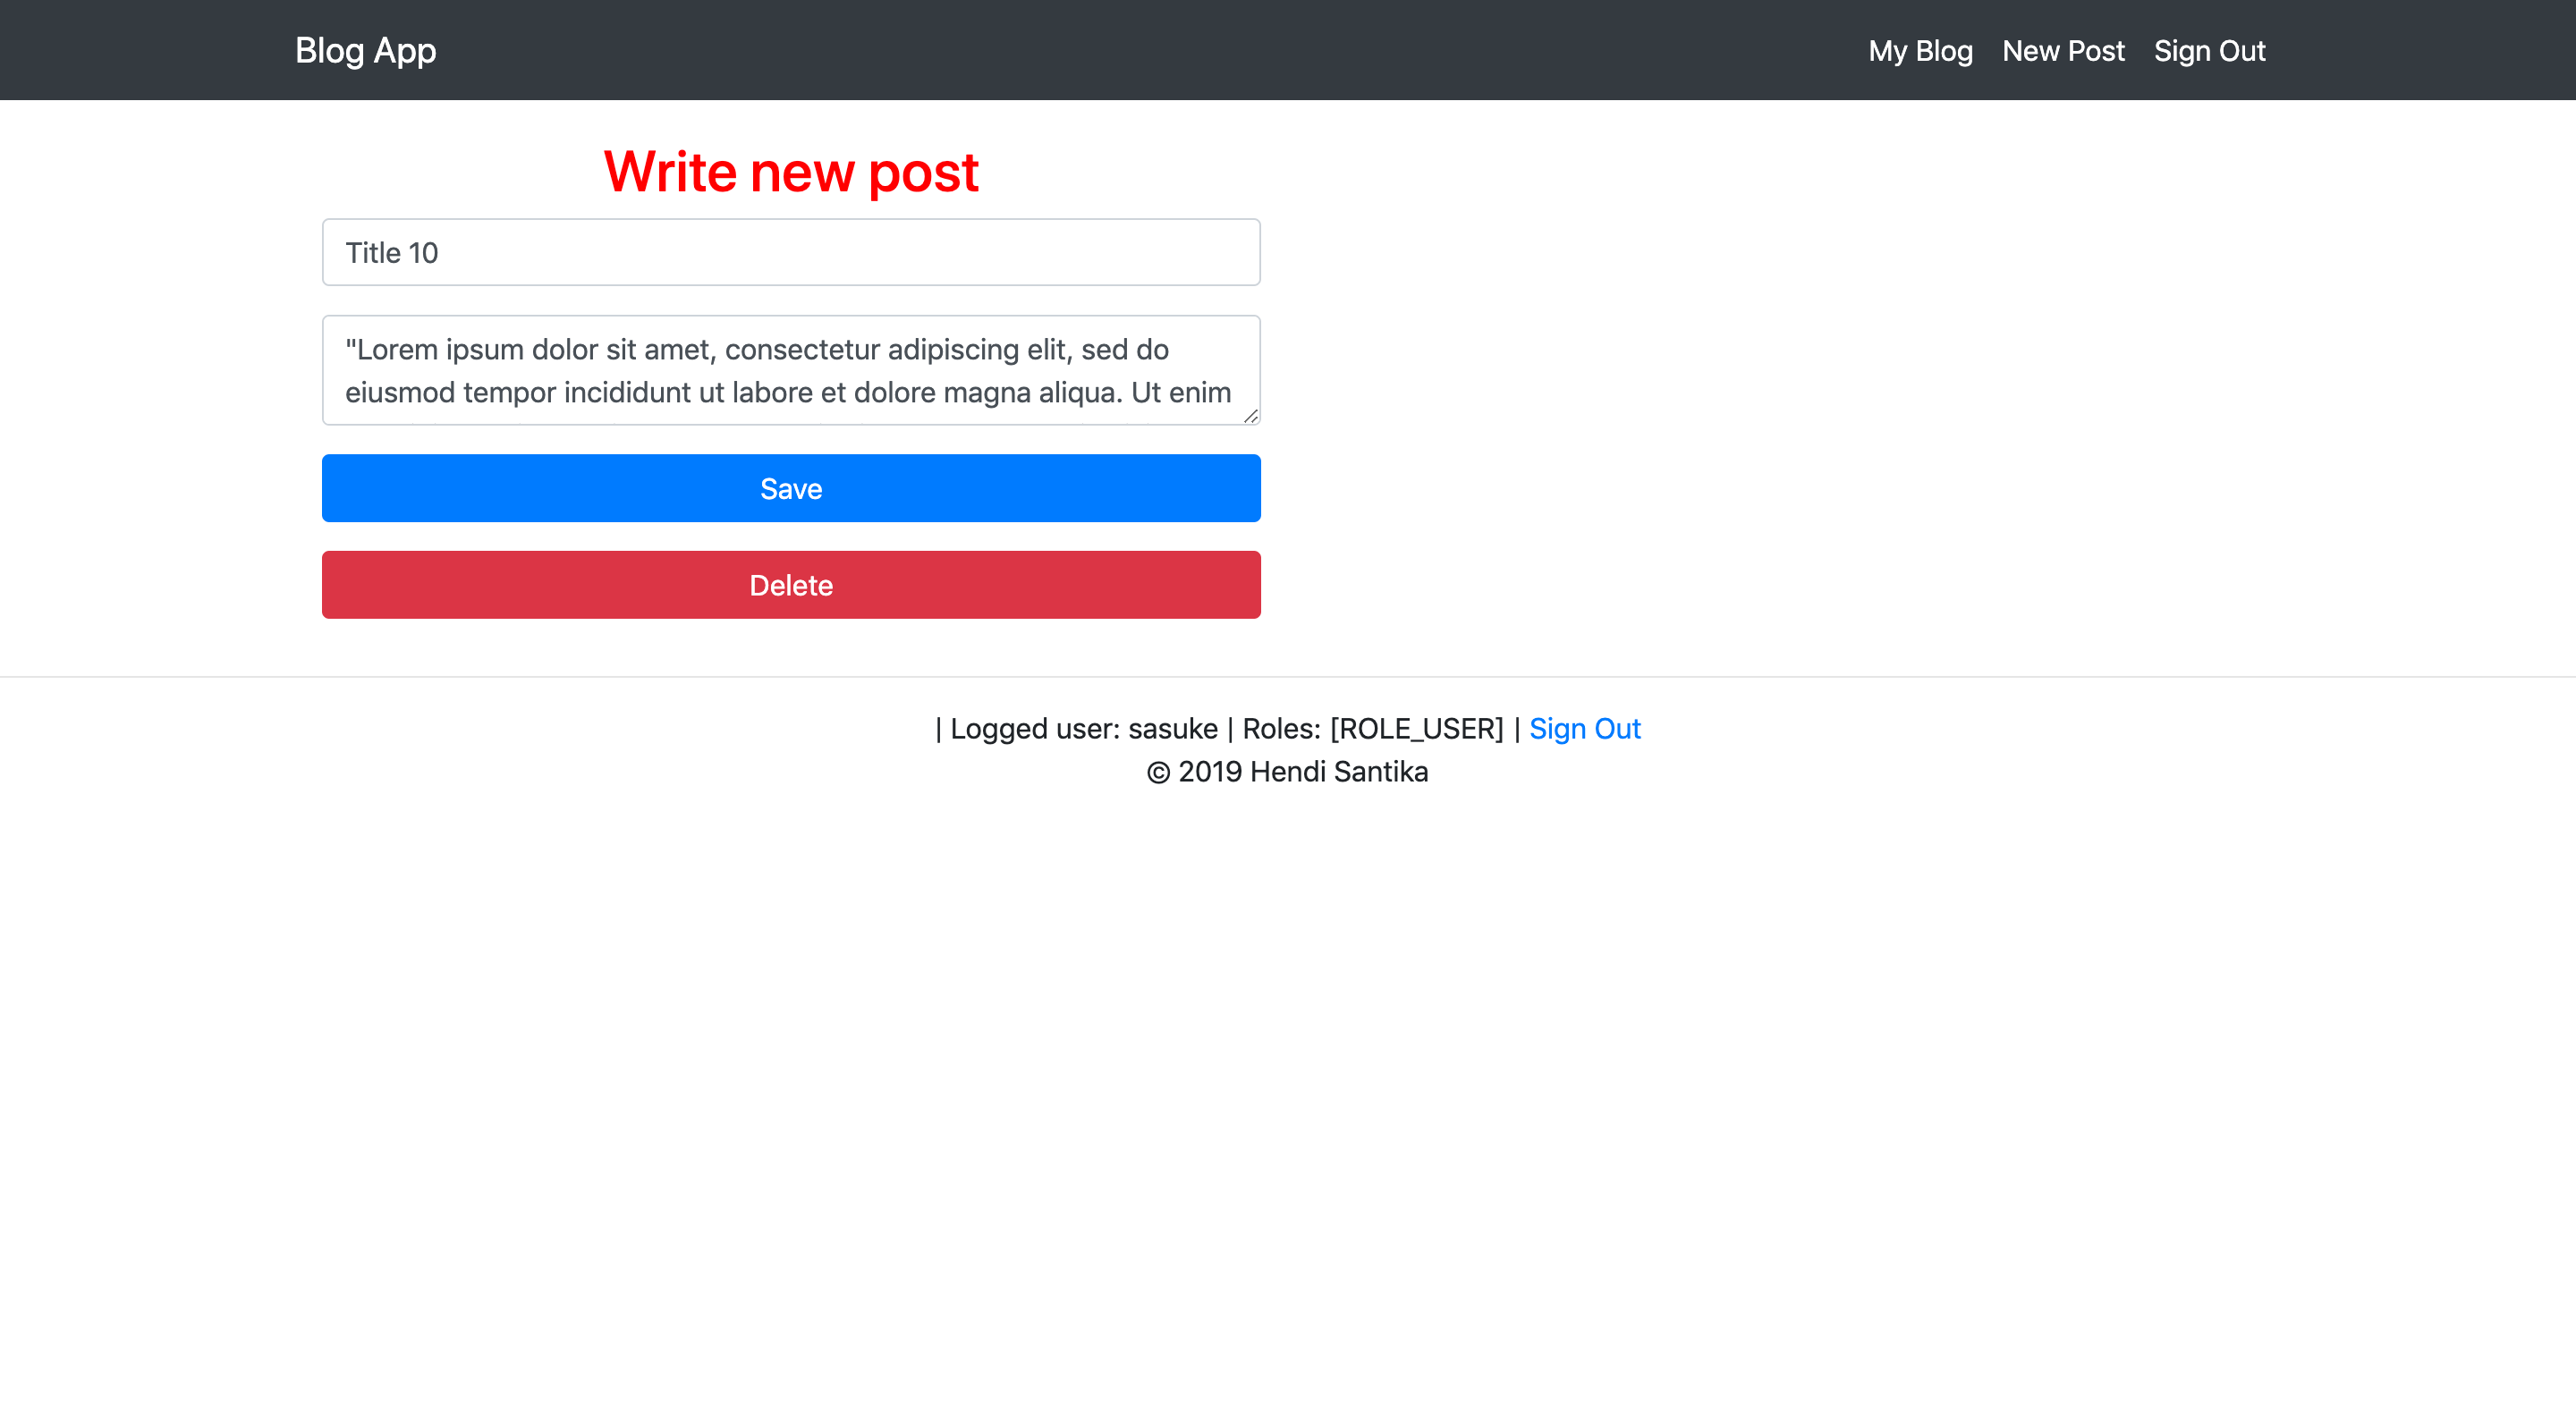 Blog App
My Blog New Post Sign Out
Write new post
Title 10
"Lorem ipsum dolor sit amet, consectetur adipiscing elit, sed do
eiusmod tempor incididunt ut labore et dolore magna aliqua. Ut enim
Save
Delete
| Logged user: sasuke | Roles: [ROLE_USER] | Sign Out
© 2019 Hendi Santika